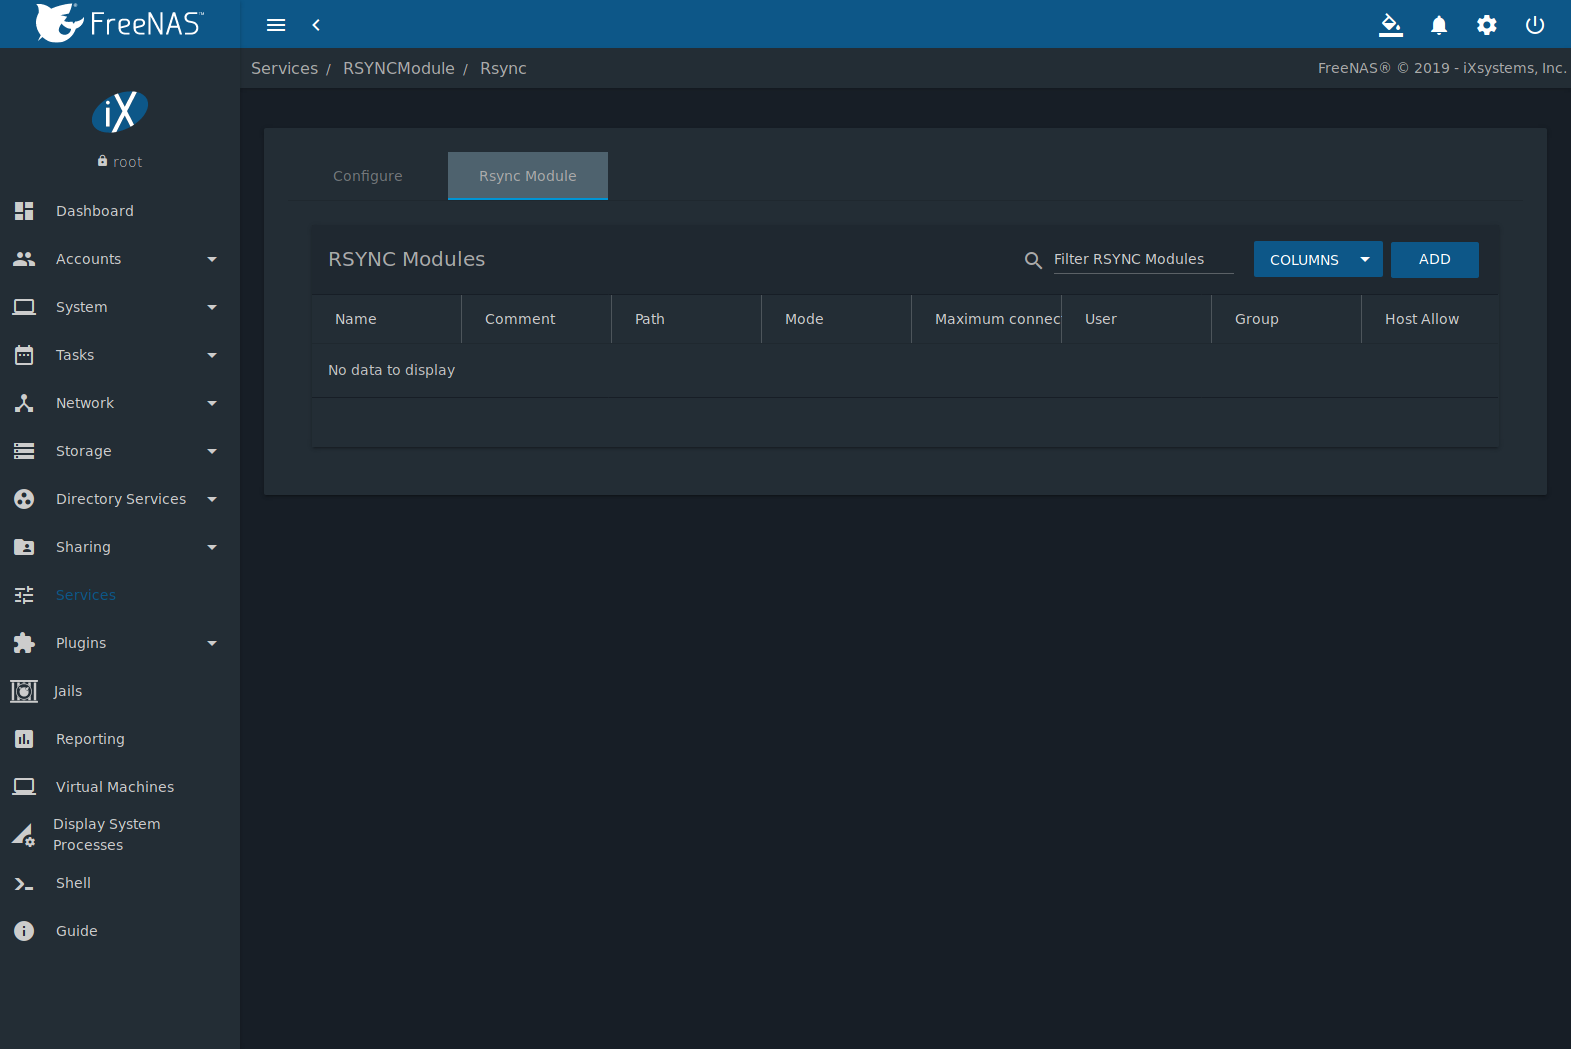 FreeNAS™
Services / RSYNCModule / Rsync
FreeNAS® © 2019 - iXsystems, Inc.
iX
root
Dashboard
Accounts
System
Tasks
Network
Storage
Directory Services
Sharing
Services
Plugins
Jails
Reporting
Virtual Machines
Display System
Processes
Shell
Guide
Configure
Rsync Module
RSYNC Modules
Filter RSYNC Modules
COLUMNS
ADD
Name Comment Path Mode Maximum connec User Group Host Allow
No data to display